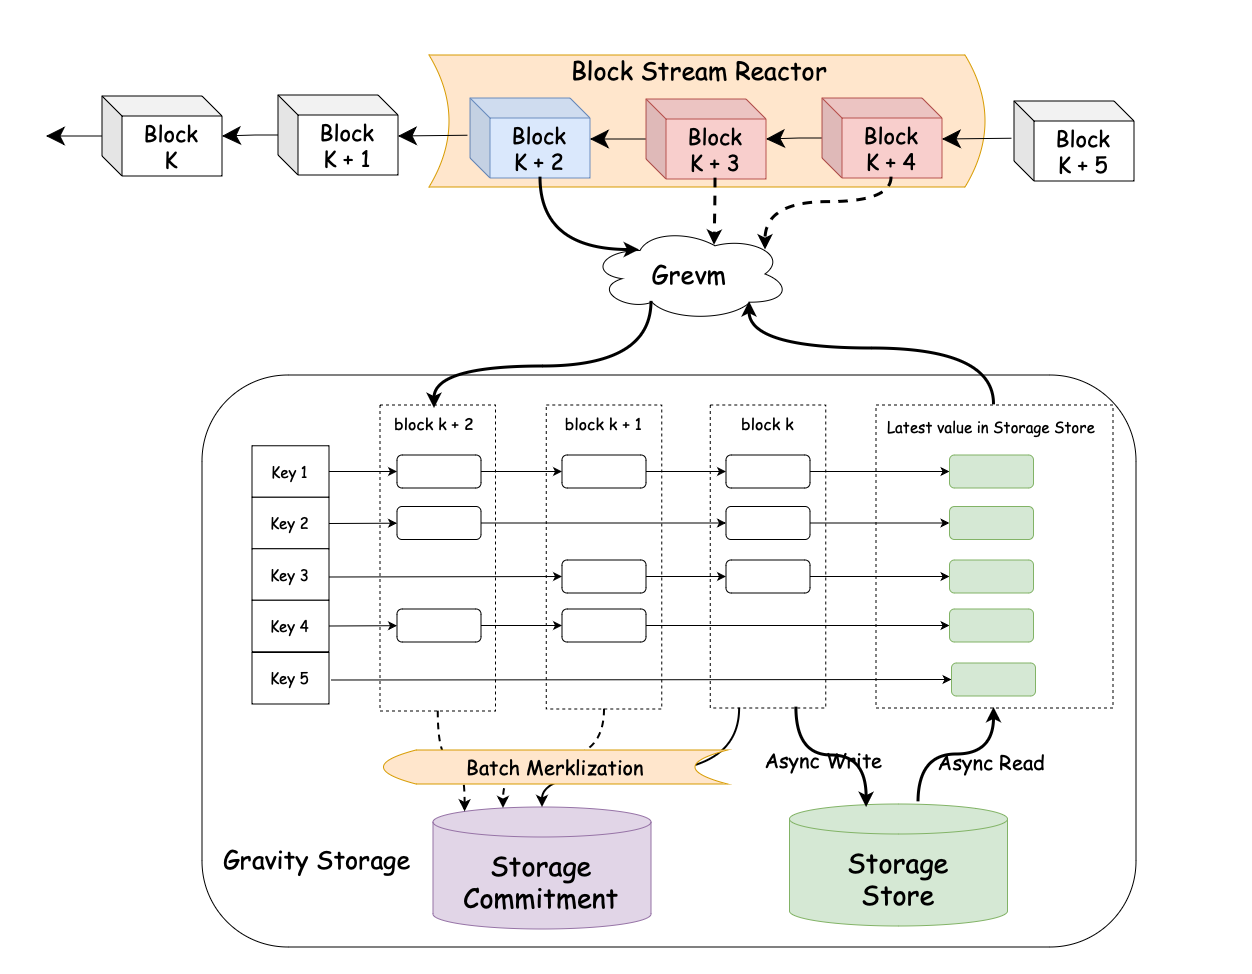 Block Stream Reactor
Block
K
Block
K + 1
Block
K + 2
Block
K + 3
Block
K + 4
Block
K + 5
Grevm
block k + 2
block k + 1
block k
Latest value in Storage Store
Key 1
Key 2
Key 3
Key 4
Key 5
Batch Merklization
Async Write
Async Read
Gravity Storage
Storage
Commitment
Storage
Store